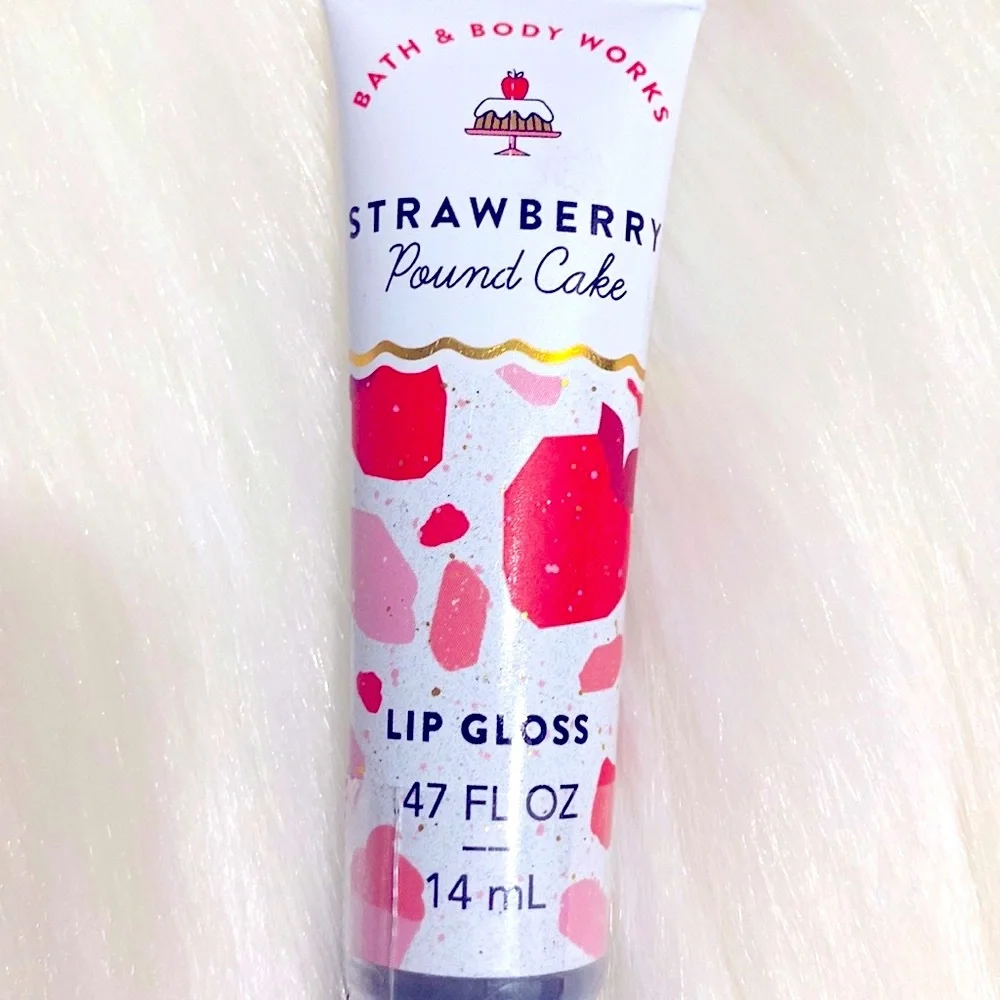 BATH & BODY WORKS
STRAWBERRY
Pound Cake
LIP GLOSS
47 FL OZ
14 mL